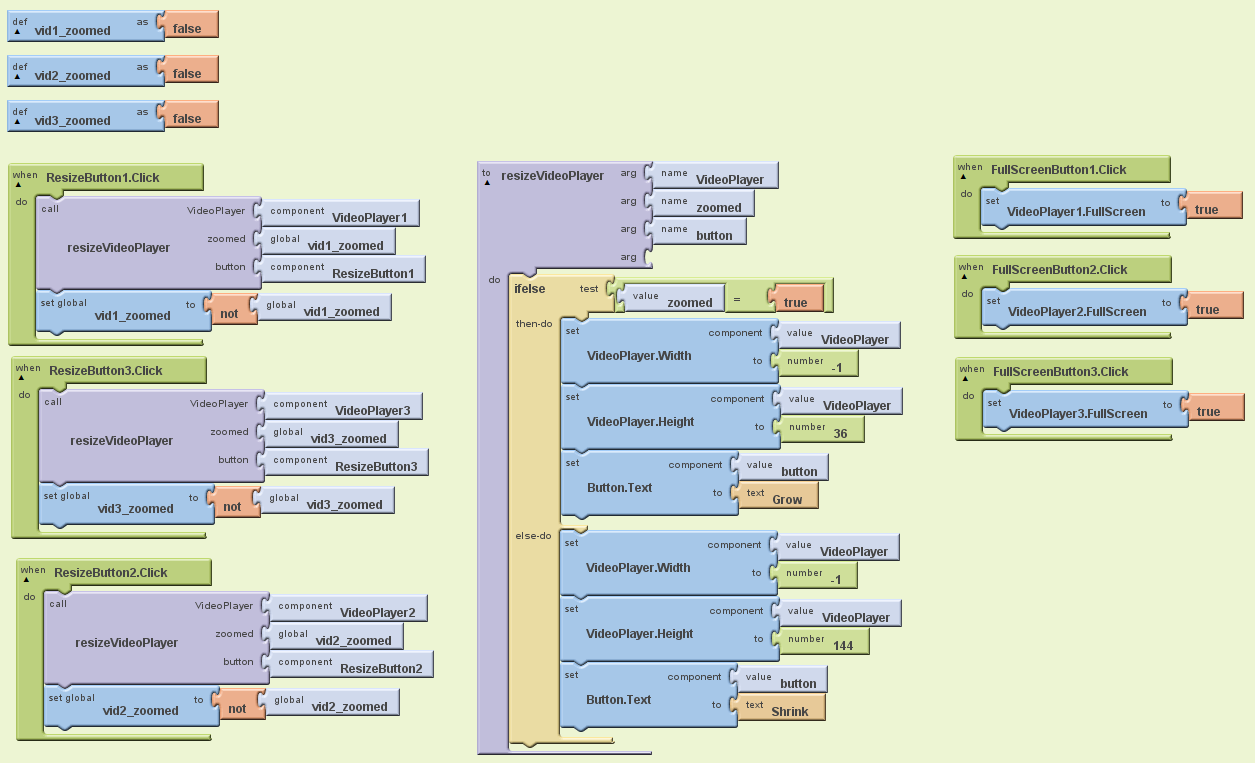 def vid1_zoomed as false
def vid2_zoomed as false
def vid3_zoomed as false
when ResizeButton1.Click
do call resizeVideoPlayer
VideoPlayer component VideoPlayer1
zoomed global vid1_zoomed
button component ResizeButton1
set global vid1_zoomed to not global vid1_zoomed
when ResizeButton3.Click
do call resizeVideoPlayer
VideoPlayer component VideoPlayer3
zoomed global vid3_zoomed
button component ResizeButton3
set global vid3_zoomed to not global vid3_zoomed
when ResizeButton2.Click
do call resizeVideoPlayer
VideoPlayer component VideoPlayer2
zoomed global vid2_zoomed
button component ResizeButton2
set global vid2_zoomed to not global vid2_zoomed
to resizeVideoPlayer arg name VideoPlayer
arg name zoomed
arg name button
arg
do ifelse test value zoomed = true
then-do set VideoPlayer.Width component value VideoPlayer
to number -1
set VideoPlayer.Height component value VideoPlayer
to number 36
set Button.Text component value button
to text Grow
else-do set VideoPlayer.Width component value VideoPlayer
to number -1
set VideoPlayer.Height component value VideoPlayer
to number 144
set Button.Text component value button
to text Shrink
when FullScreenButton1.Click
do set VideoPlayer1.FullScreen to true
when FullScreenButton2.Click
do set VideoPlayer2.FullScreen to true
when FullScreenButton3.Click
do set VideoPlayer3.FullScreen to true